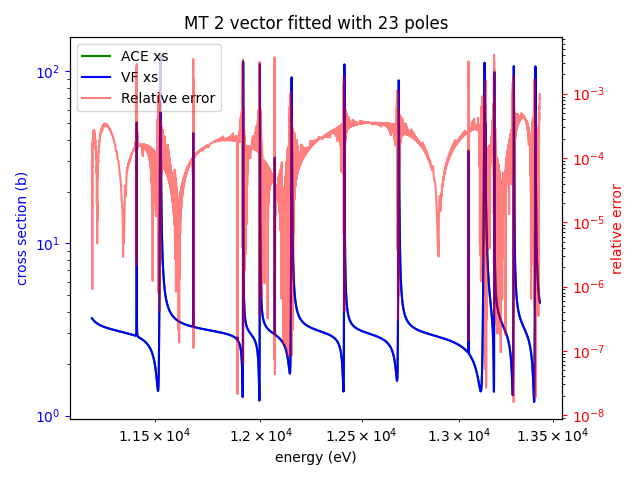 MT 2 vector fitted with 23 poles
ACE xs
VF xs
Relative error
cross section (b)
10²
10¹
10⁰
10⁻³
10⁻⁴
10⁻⁵
10⁻⁶
10⁻⁷
10⁻⁸
relative error
1.15 × 10⁴ 1.2 × 10⁴ 1.25 × 10⁴ 1.3 × 10⁴ 1.35 × 10⁴
energy (eV)